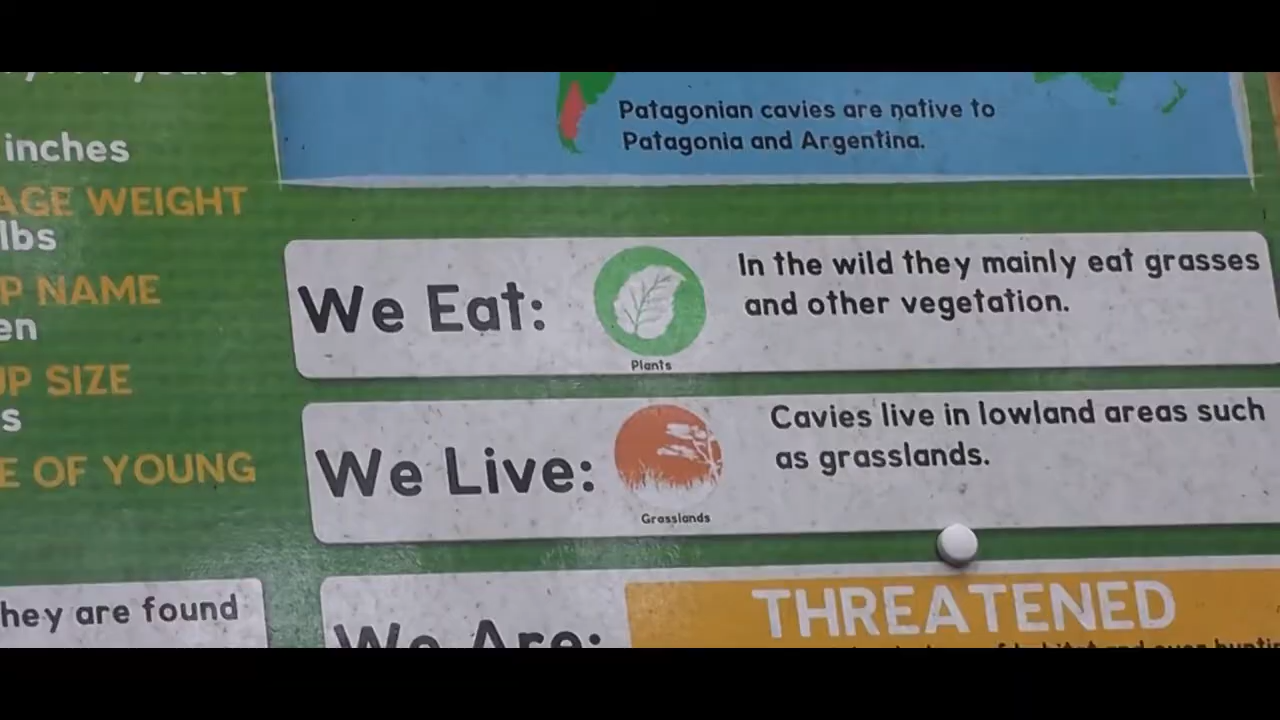 inches
AGE WEIGHT
lbs
P NAME
en
UP SIZE
s
E OF YOUNG
hey are found
Patagonian cavies are native to
Patagonia and Argentina.
We Eat:
Plants
In the wild they mainly eat grasses
and other vegetation.
We Live:
Grasslands
Cavies live in lowland areas such
as grasslands.
We Are:
THREATENED